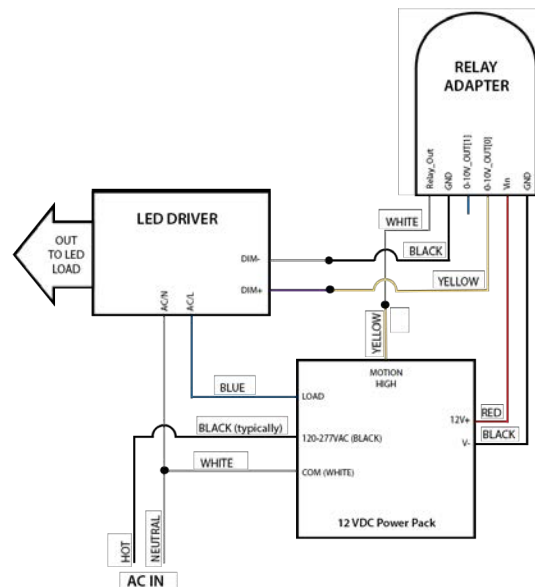 RELAY
ADAPTER
Relay_Out
GND
0-10V_OUT[1]
0-10V_OUT[0]
Vin
GND
WHITE
LED DRIVER
OUT
TO LED
LOAD
DIM-
BLACK
DIM+
YELLOW
AC/N
AC/L
YELLOW
MOTION
HIGH
BLUE
LOAD
12V+
RED
BLACK (typically)
120-277VAC (BLACK)
V-
BLACK
WHITE
COM (WHITE)
12 VDC Power Pack
HOT
NEUTRAL
AC IN